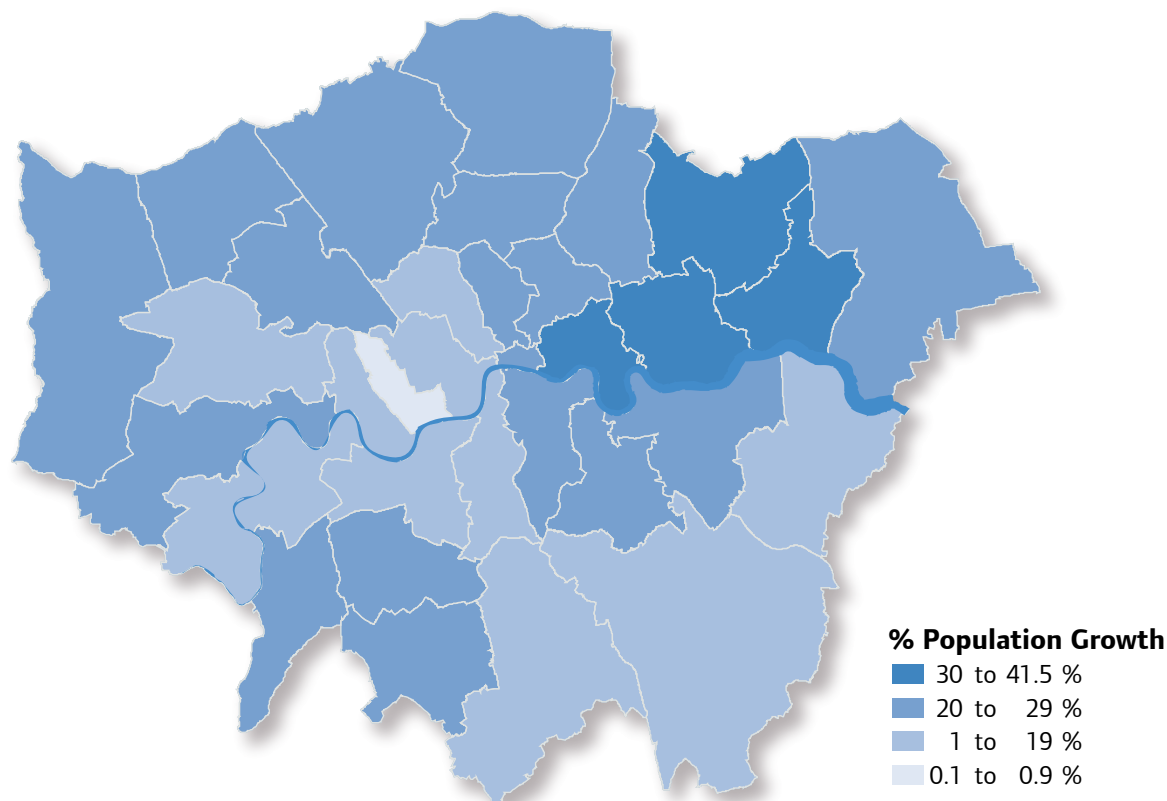 % Population Growth
30 to 41.5 %
20 to 29 %
1 to 19 %
0.1 to 0.9 %